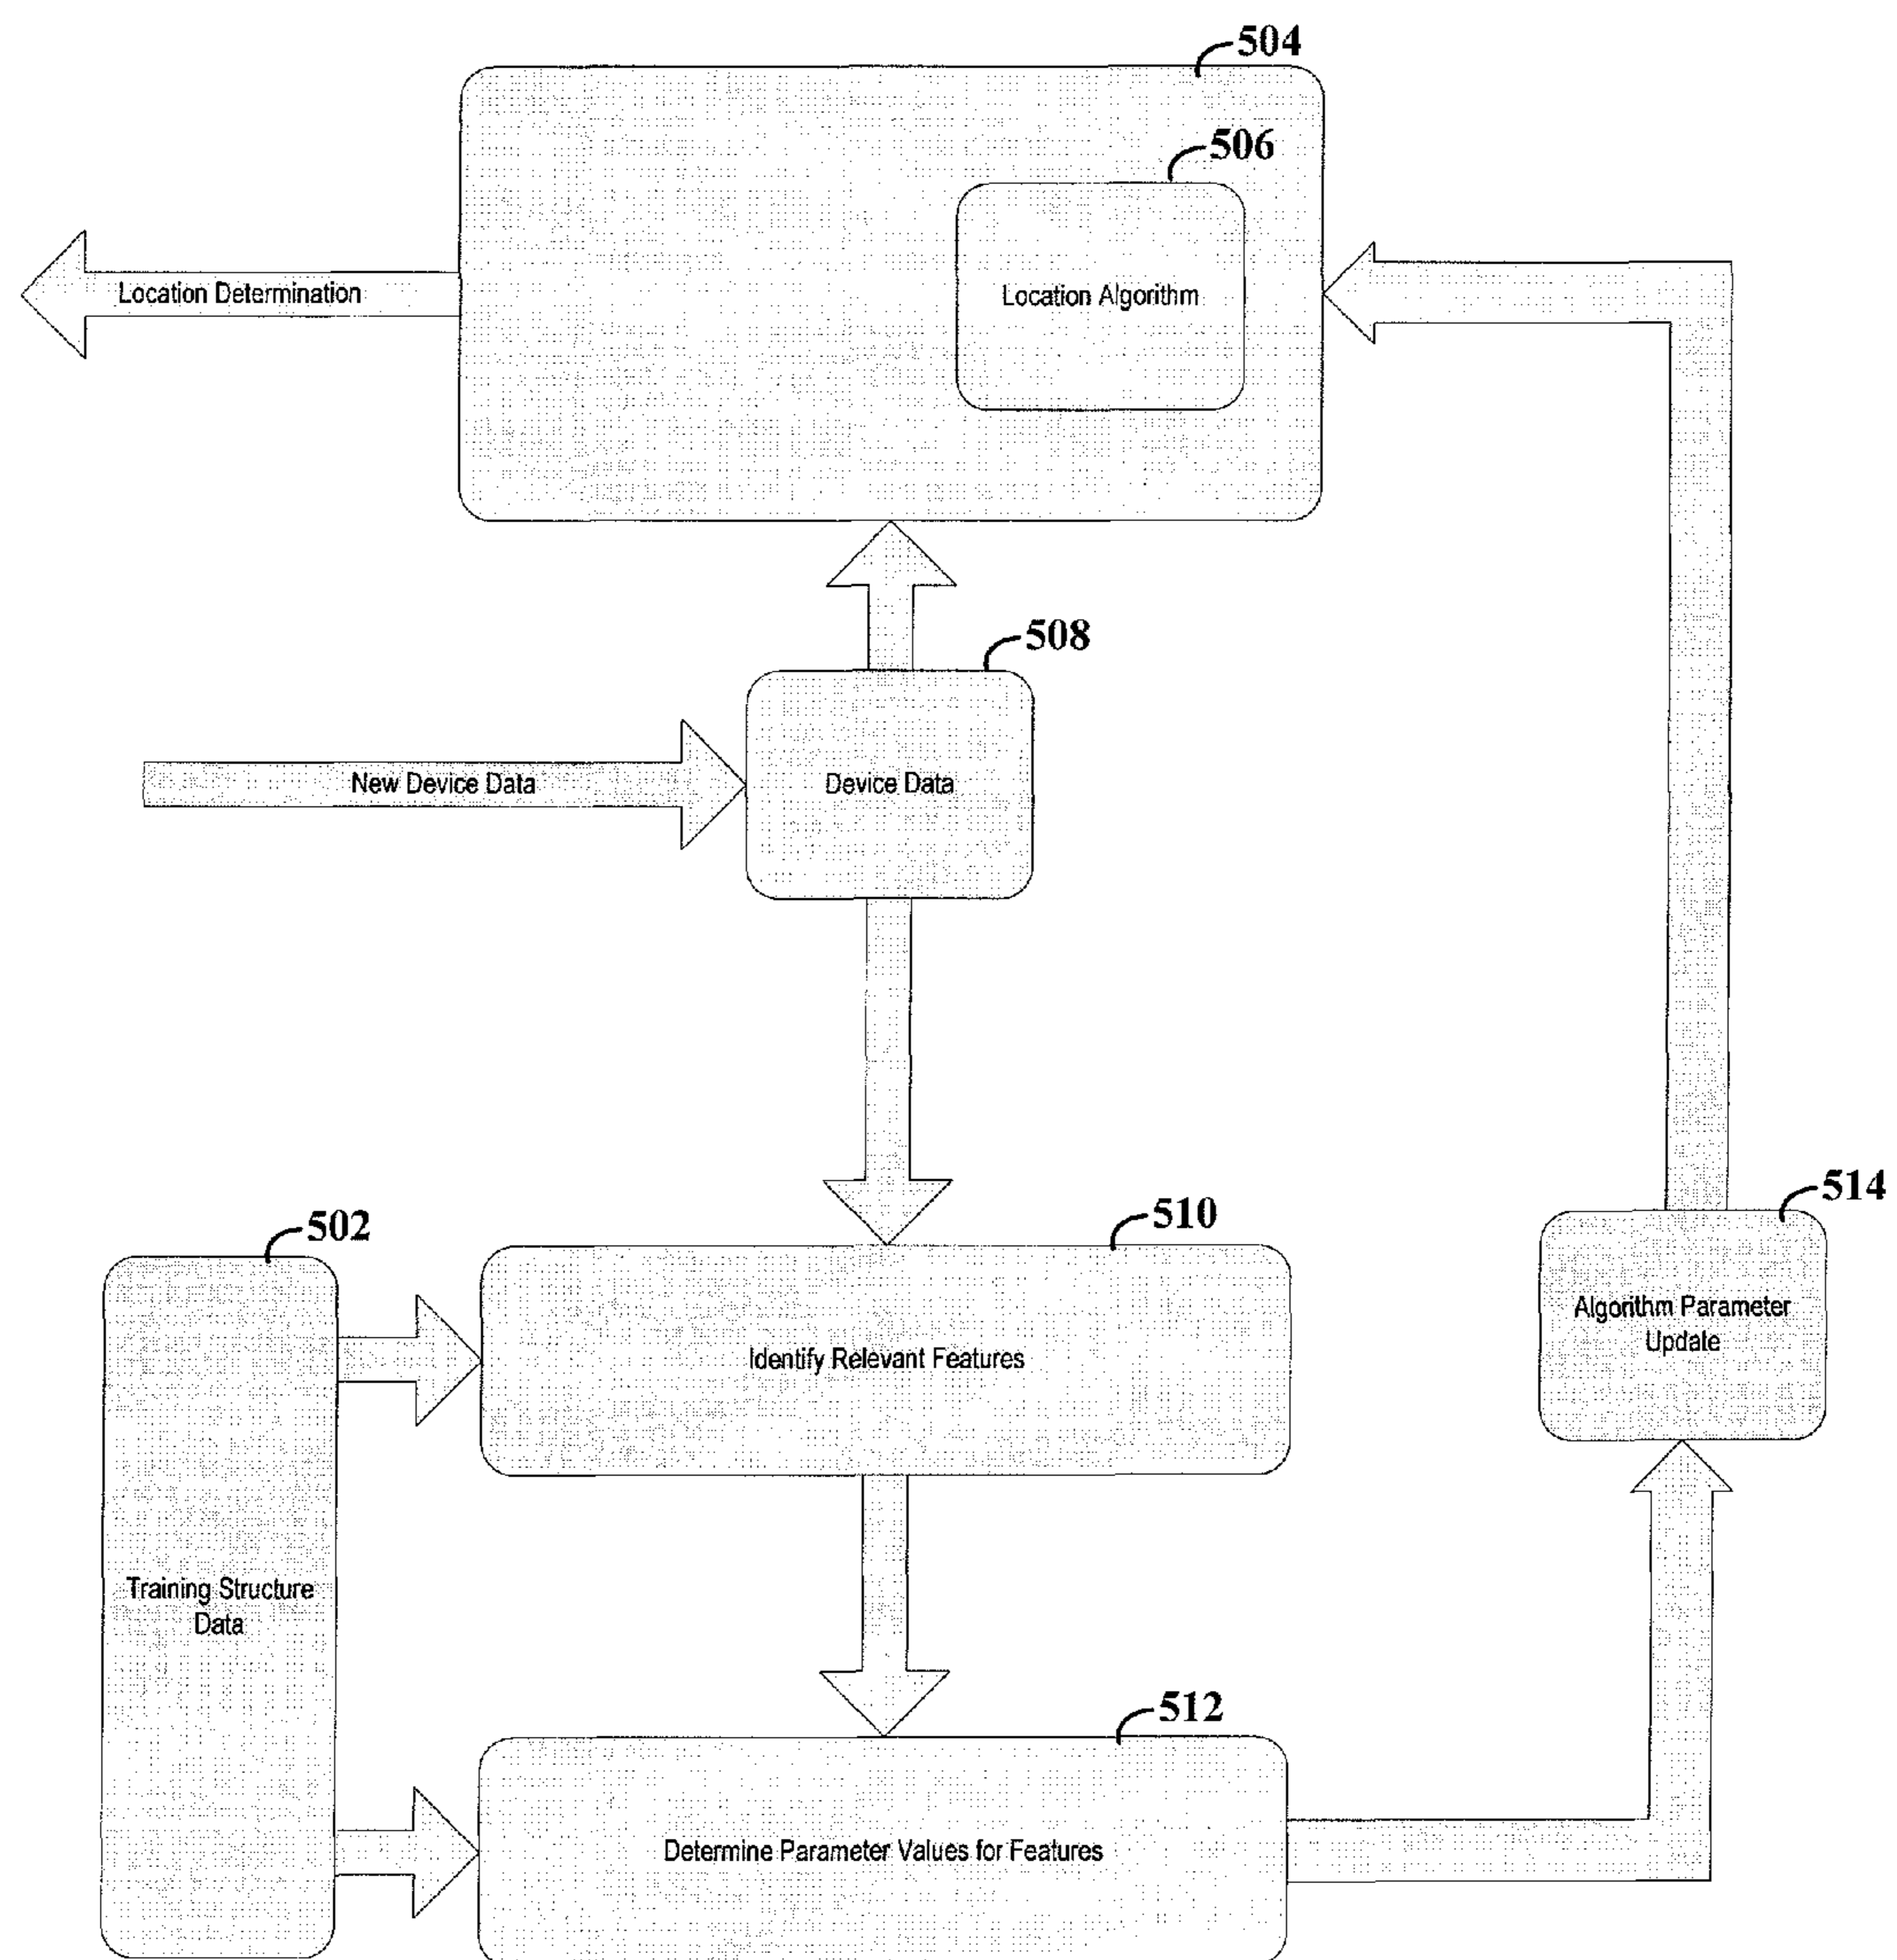 504
506
Location Determination
Location Algorithm
508
New Device Data
Device Data
502
510
514
Identify Relevant Features
Algorithm Parameter
Update
Training Structure
Data
512
Determine Parameter Values for Features